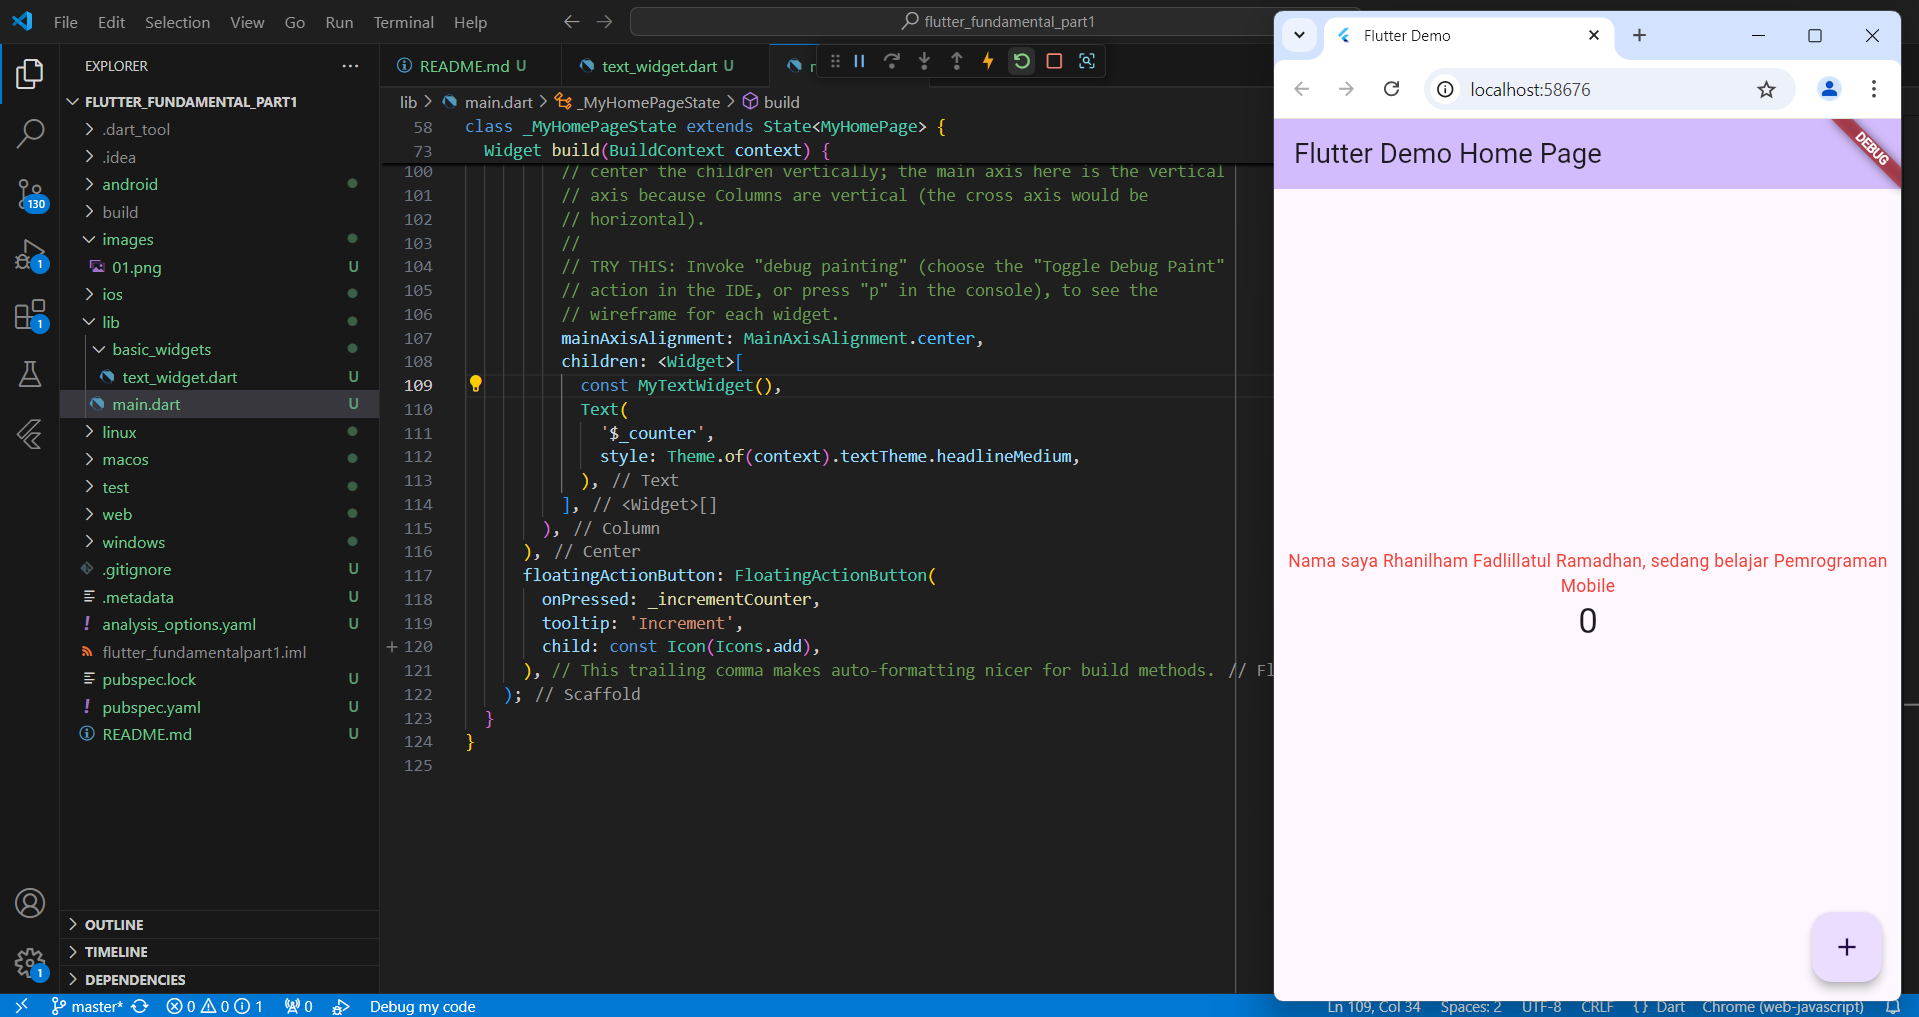 File Edit Selection View Go Run Terminal Help
flutter_fundamental_part1
EXPLORER
FLUTTER_FUNDAMENTAL_PART1
.dart_tool
.idea
android
build
images
01.png U
ios
lib
basic_widgets
text_widget.dart U
main.dart U
linux
macos
test
web
windows
.gitignore U
.metadata U
analysis_options.yaml U
flutter_fundamentalpart1.iml
pubspec.lock U
pubspec.yaml U
README.md U
OUTLINE
TIMELINE
DEPENDENCIES
130
1
1
1
README.md U
text_widget.dart U
lib > main.dart > _MyHomePageState > build
58 class _MyHomePageState extends State<MyHomePage> {
73 Widget build(BuildContext context) {
100 // center the children vertically; the main axis here is the vertical
101 // axis because Columns are vertical (the cross axis would be
102 // horizontal).
103 //
104 // TRY THIS: Invoke "debug painting" (choose the "Toggle Debug Paint"
105 // action in the IDE, or press "p" in the console), to see the
106 // wireframe for each widget.
107 mainAxisAlignment: MainAxisAlignment.center,
108 children: <Widget>[
109 const MyTextWidget(),
110 Text(
111 '$_counter',
112 style: Theme.of(context).textTheme.headlineMedium,
113 ), // Text
114 ], // <Widget>[]
115 ), // Column
116 ), // Center
117 floatingActionButton: FloatingActionButton(
118 onPressed: _incrementCounter,
119 tooltip: 'Increment',
120 child: const Icon(Icons.add),
121 ), // This trailing comma makes auto-formatting nicer for build methods. // Fl
122 ); // Scaffold
123 }
124 }
125
Flutter Demo
localhost:58676
Flutter Demo Home Page
DEBUG
Nama saya Rhanilham Fadlillatul Ramadhan, sedang belajar Pemrograman
Mobile
0
master* 0 0 1 0 Debug my code
Ln 109, Col 34 Spaces: 2 UTF-8 CRLF {} Dart Chrome (web-javascript)